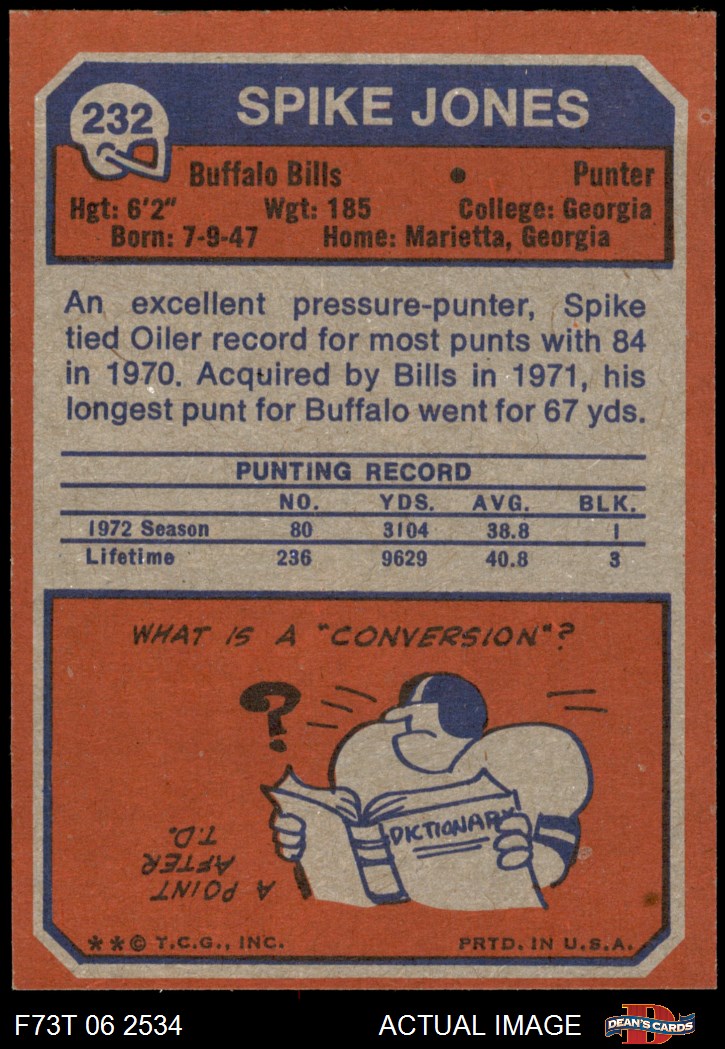 232
SPIKE JONES
Buffalo Bills • Punter
Hgt: 6'2" Wgt: 185 College: Georgia
Born: 7-9-47 Home: Marietta, Georgia
An excellent pressure-punter, Spike
tied Oiler record for most punts with 84
in 1970. Acquired by Bills in 1971, his
longest punt for Buffalo went for 67 yds.
PUNTING RECORD
NO. YDS. AVG. BLK.
1972 Season 80 3104 38.8 1
Lifetime 236 9629 40.8 3
WHAT IS A "CONVERSION"?
?
DICTIONARY
A POINT
AFTER
T.D.
**© T.C.G., INC. PRTD. IN U.S.A.
F73T 06 2534 ACTUAL IMAGE
D
DEAN'S CARDS